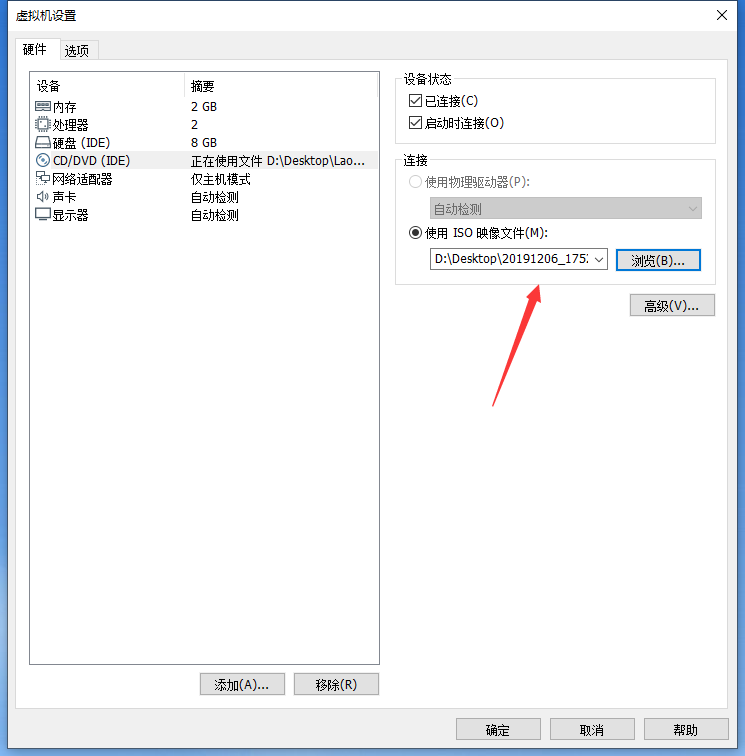 虚拟机设置
硬件 选项
设备 摘要
内存 2 GB
处理器 2
硬盘 (IDE) 8 GB
CD/DVD (IDE) 正在使用文件 D:\Desktop\Lao...
网络适配器 仅主机模式
声卡 自动检测
显示器 自动检测
添加(A)... 移除(R)
设备状态
已连接(C)
启动时连接(O)
连接
使用物理驱动器(P):
自动检测
使用 ISO 映像文件(M):
D:\Desktop\20191206_175 浏览(B)...
高级(V)...
确定 取消 帮助